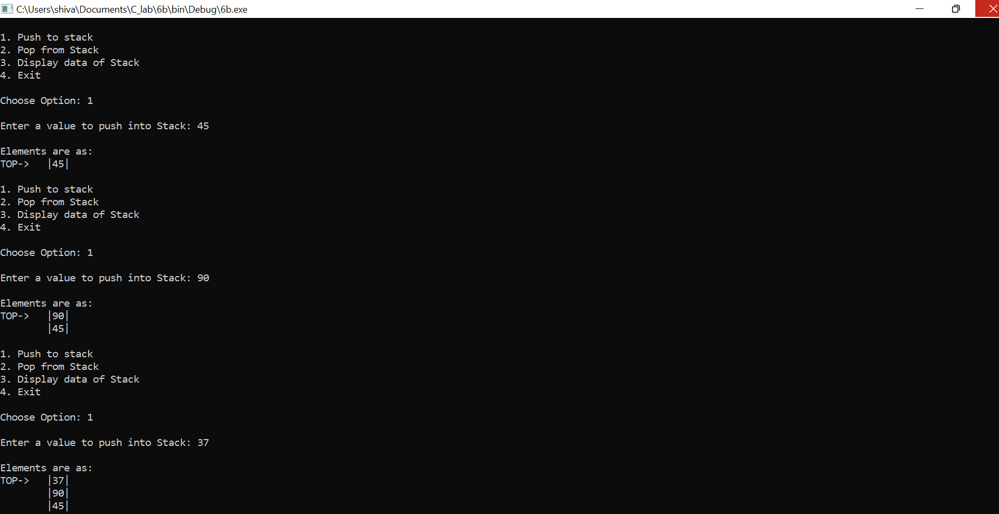 C:\Users\shiva\Documents\C_lab\6b\bin\Debug\6b.exe
1. Push to stack
2. Pop from Stack
3. Display data of Stack
4. Exit
Choose Option: 1
Enter a value to push into Stack: 45
Elements are as:
TOP->   |45|
1. Push to stack
2. Pop from Stack
3. Display data of Stack
4. Exit
Choose Option: 1
Enter a value to push into Stack: 90
Elements are as:
TOP->   |90|
        |45|
1. Push to stack
2. Pop from Stack
3. Display data of Stack
4. Exit
Choose Option: 1
Enter a value to push into Stack: 37
Elements are as:
TOP->   |37|
        |90|
        |45|